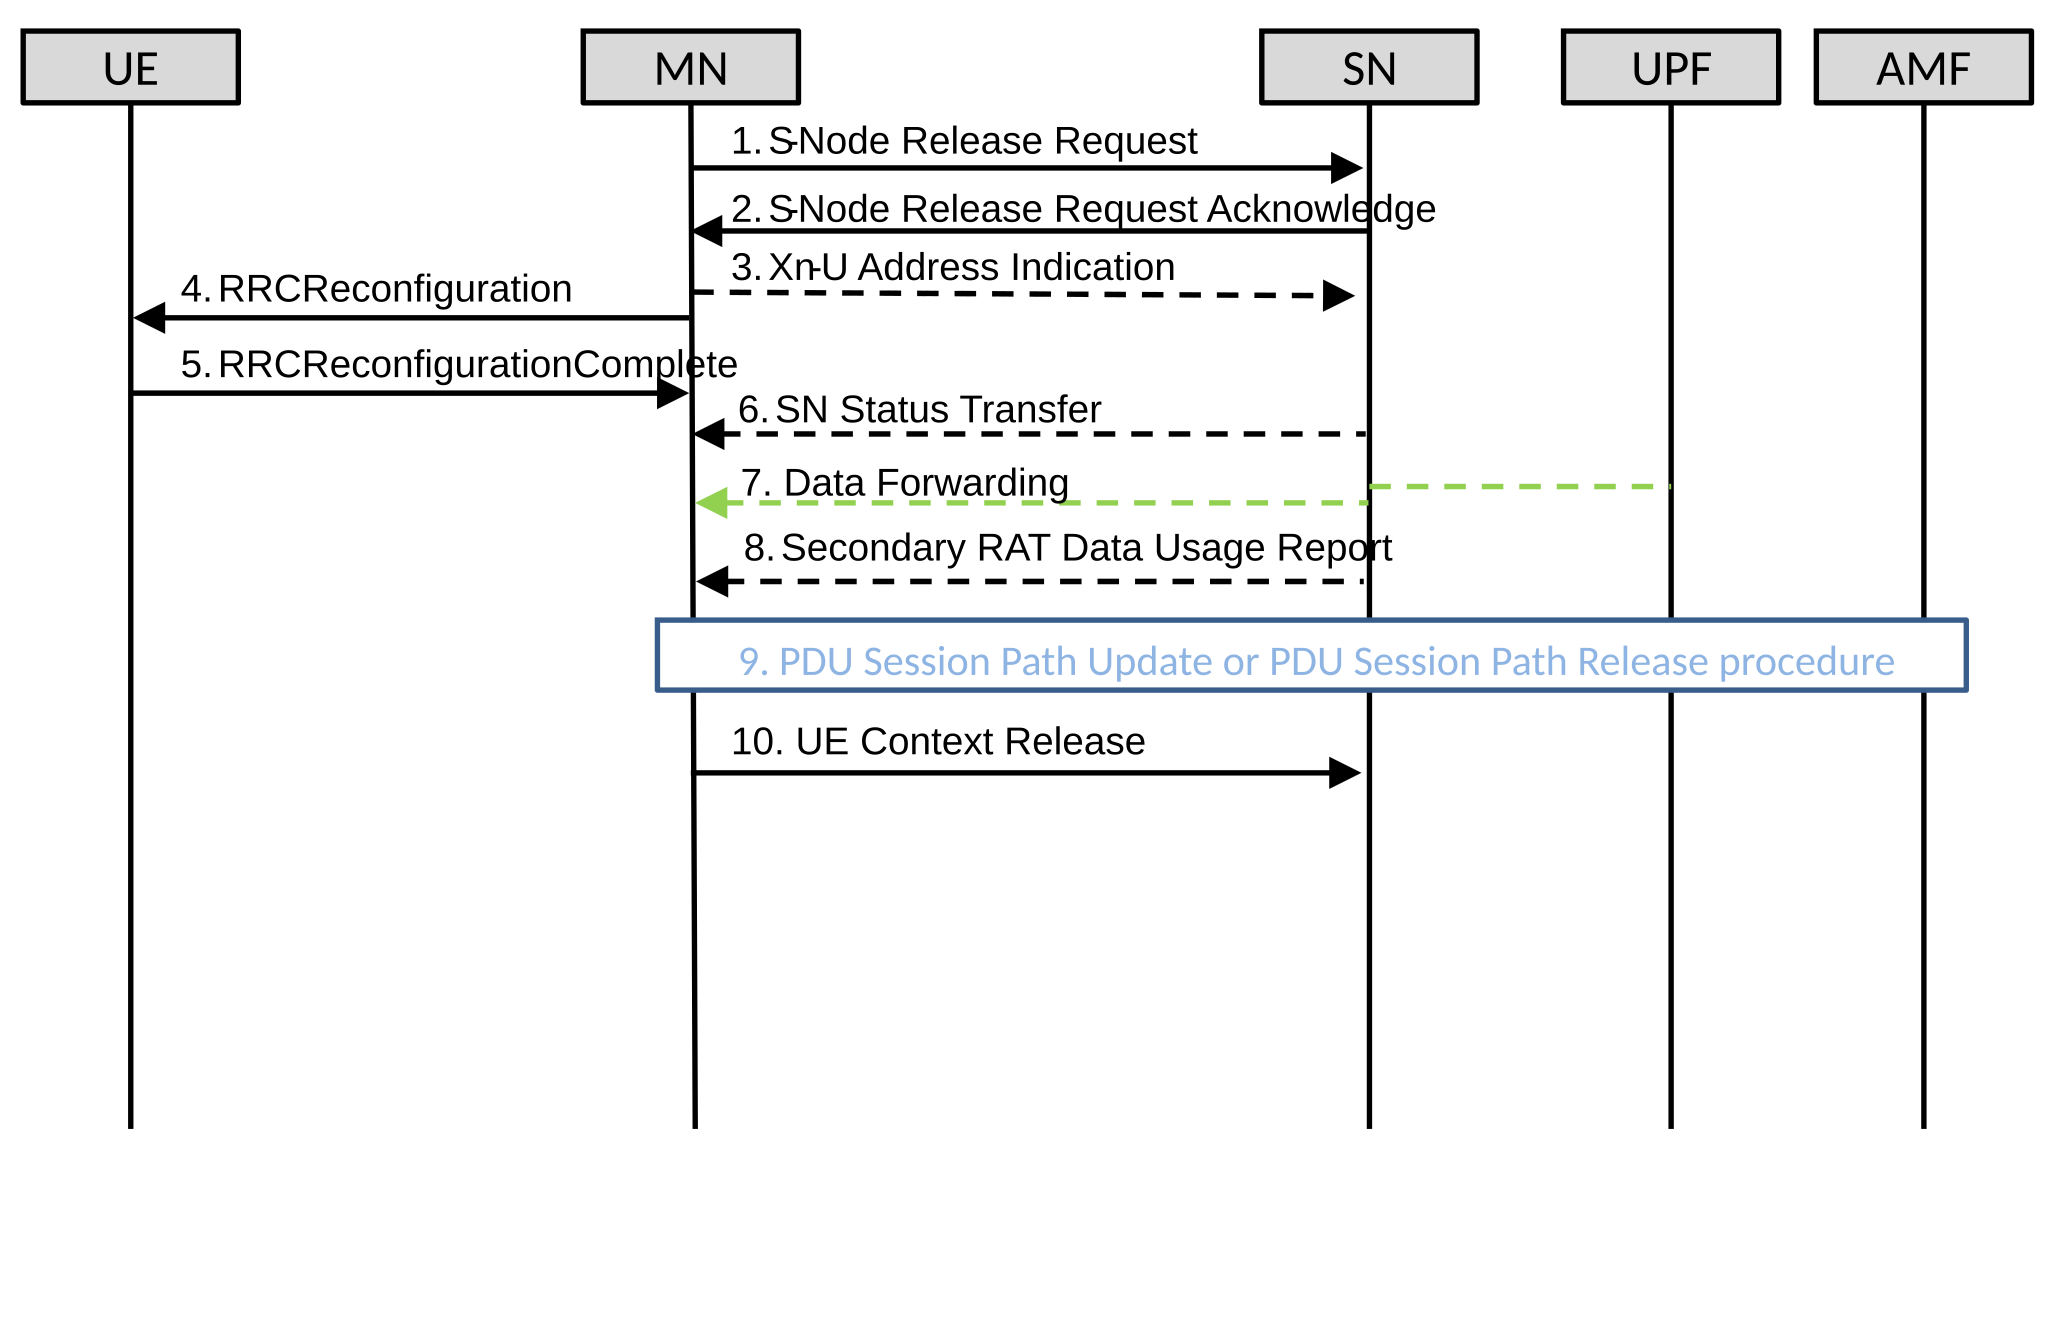 UE
MN
SN
UPF
AMF
1. S-Node Release Request
2. S-Node Release Request Acknowledge
3. Xn-U Address Indication
4. RRCReconfiguration
5. RRCReconfigurationComplete
6. SN Status Transfer
7. Data Forwarding
8. Secondary RAT Data Usage Report
9. PDU Session Path Update or PDU Session Path Release procedure
10. UE Context Release